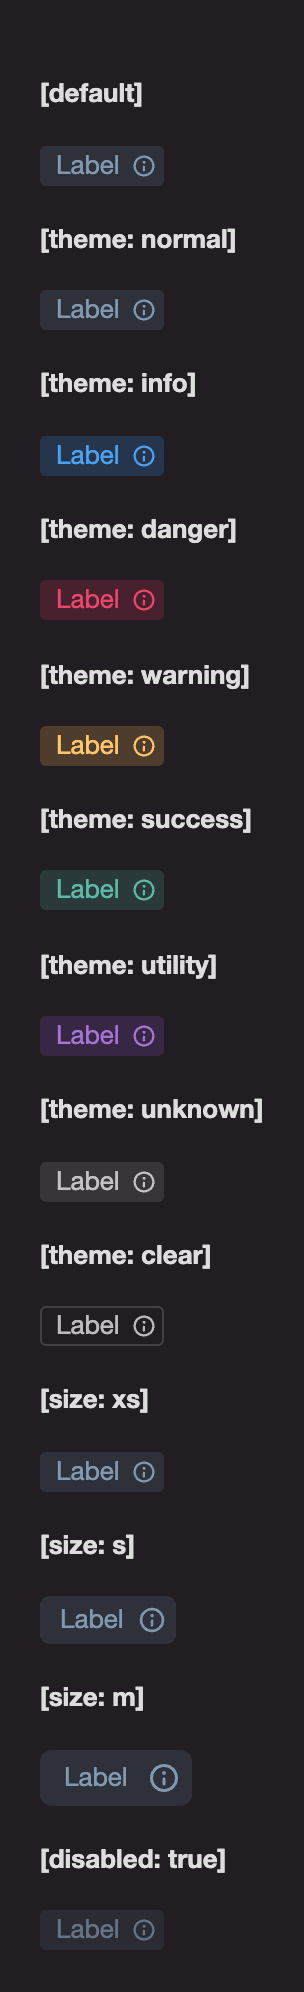 [default]
Label
[theme: normal]
Label
[theme: info]
Label
[theme: danger]
Label
[theme: warning]
Label
[theme: success]
Label
[theme: utility]
Label
[theme: unknown]
Label
[theme: clear]
Label
[size: xs]
Label
[size: s]
Label
[size: m]
Label
[disabled: true]
Label